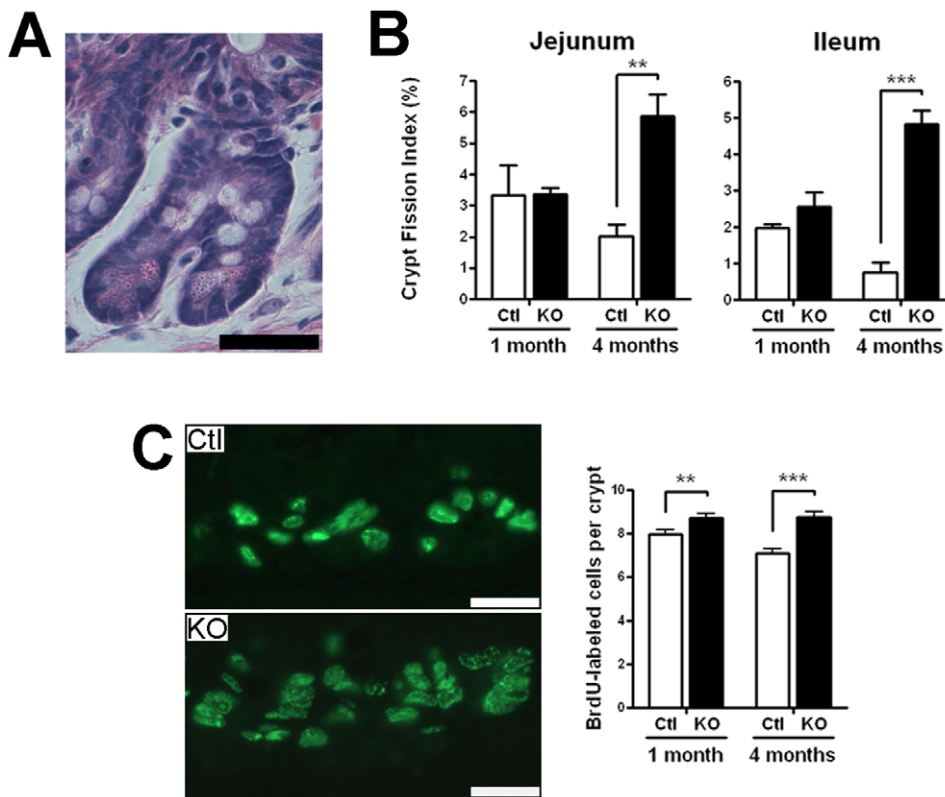 A
B
Jejunum
Ileum
Crypt Fission Index (%)
7
6
5
4
3
2
1
0
**
Ctl KO Ctl KO
1 month 4 months
6
5
4
3
2
1
0
***
Ctl KO Ctl KO
1 month 4 months
C
Ctl
KO
BrdU-labeled cells per crypt
10
8
6
4
2
0
** ***
Ctl KO Ctl KO
1 month 4 months